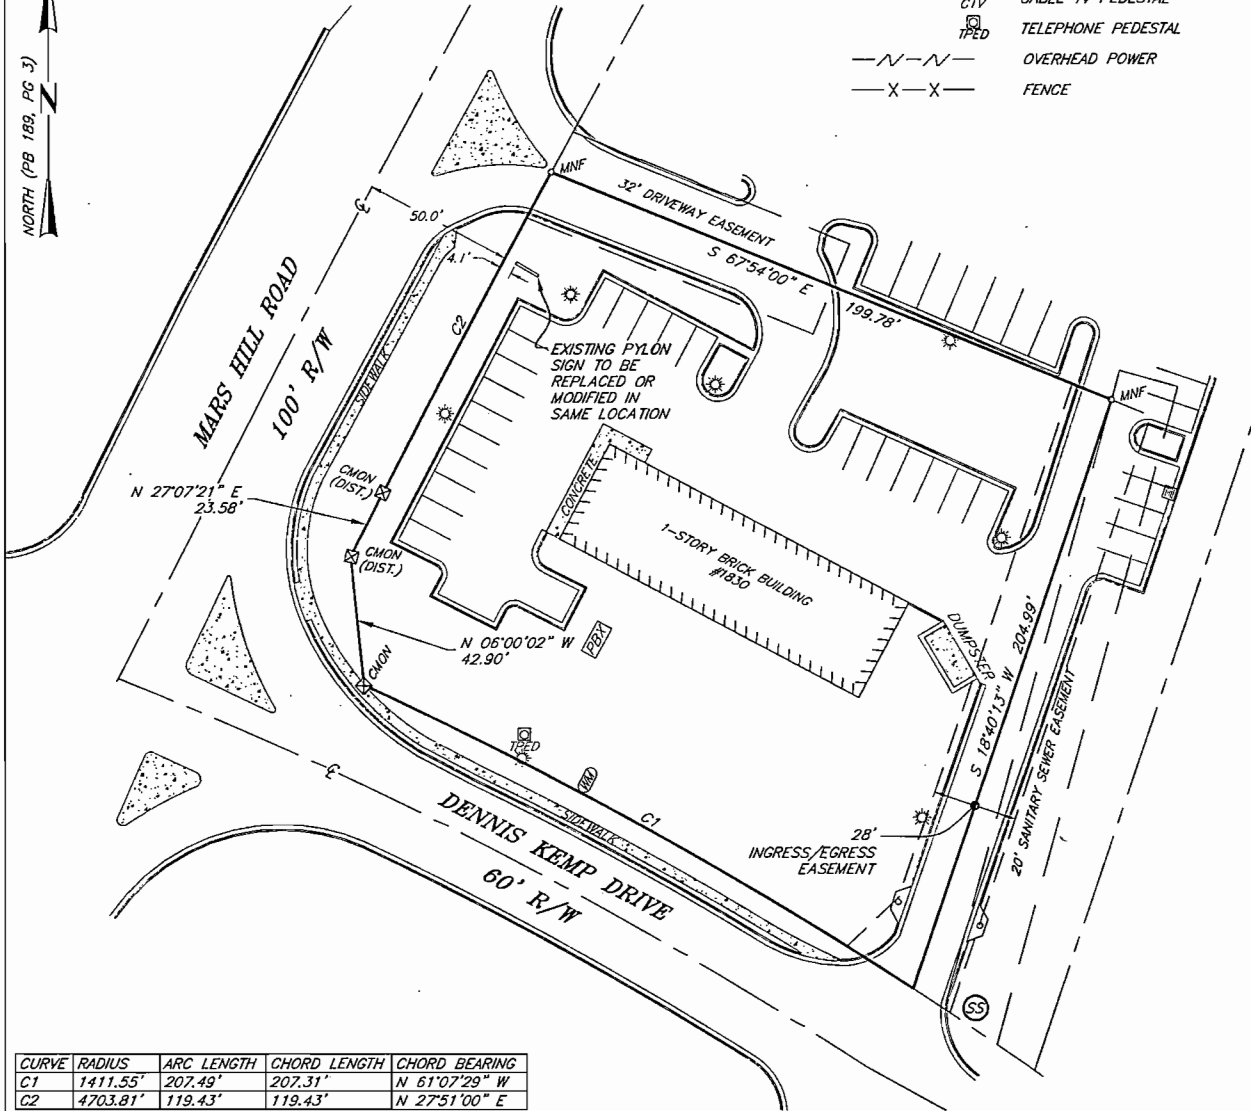 TELEPHONE PEDESTAL
TPED
OVERHEAD POWER
—X—X— FENCE
NORTH (PB 189, PG 3)
N
MNF
32' DRIVEWAY EASEMENT
S 67°54'00" E
199.78'
50.0'
4.1'
C2
MARS HILL ROAD
100' R/W
SIDEWALK
EXISTING PYLON
SIGN TO BE
REPLACED OR
MODIFIED IN
SAME LOCATION
MNF
CMON
(DIST.)
N 27°07'21" E
23.58'
CMON
(DIST.)
CONCRETE
1-STORY BRICK BUILDING
#1830
DUMPSTER
N 06°00'02" W
42.90'
PBX
CMON
S 18°40'13" W 204.99'
20' SANITARY SEWER EASEMENT
TPED
WM
C1
SIDEWALK
DENNIS KEMP DRIVE
60' R/W
28'
INGRESS/EGRESS
EASEMENT
SS
CURVE RADIUS ARC LENGTH CHORD LENGTH CHORD BEARING
C1 1411.55' 207.49' 207.31' N 61°07'29" W
C2 4703.81' 119.43' 119.43' N 27°51'00" E